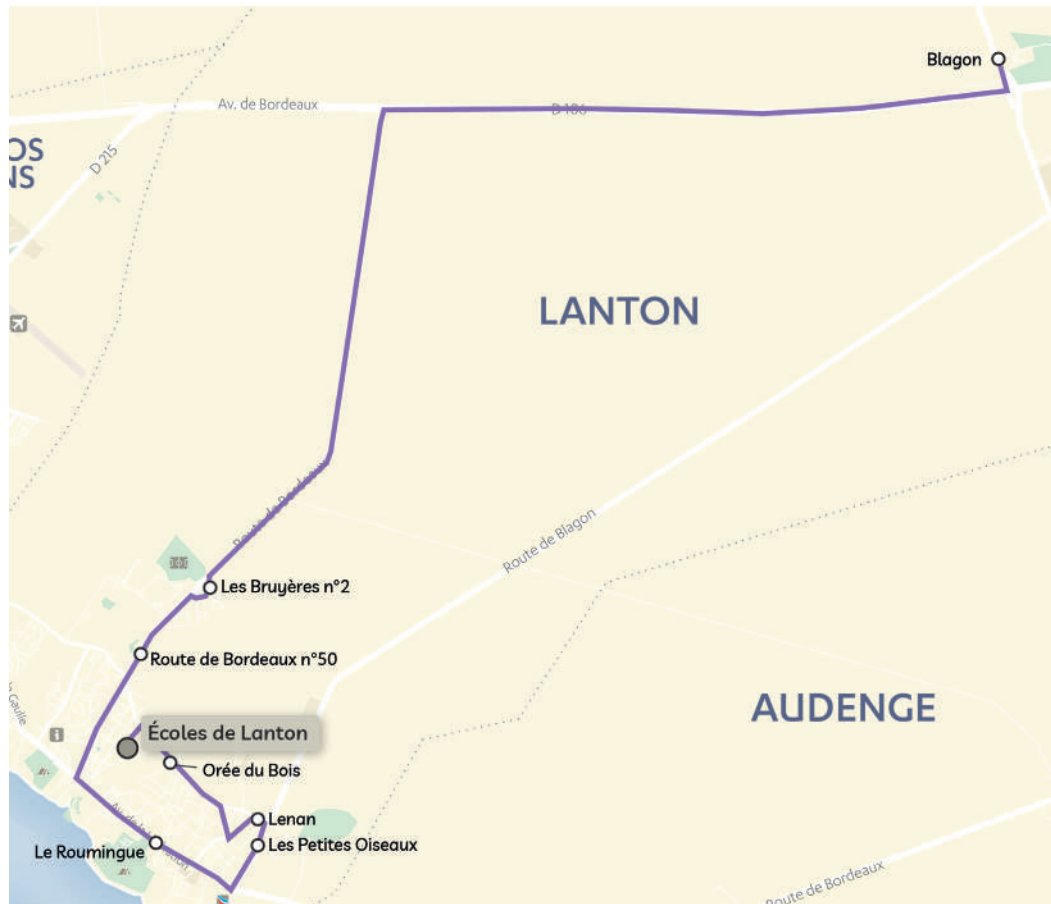 Blagon
Av. de Bordeaux
D 106
OS
NS
D 215
LANTON
Route de Bordeaux
Route de Blagon
Les Bruyères n°2
Route de Bordeaux n°50
AUDENGE
Écoles de Lanton
Orée du Bois
Lenan
Les Petites Oiseaux
Le Roumingue
Route de Bordeaux